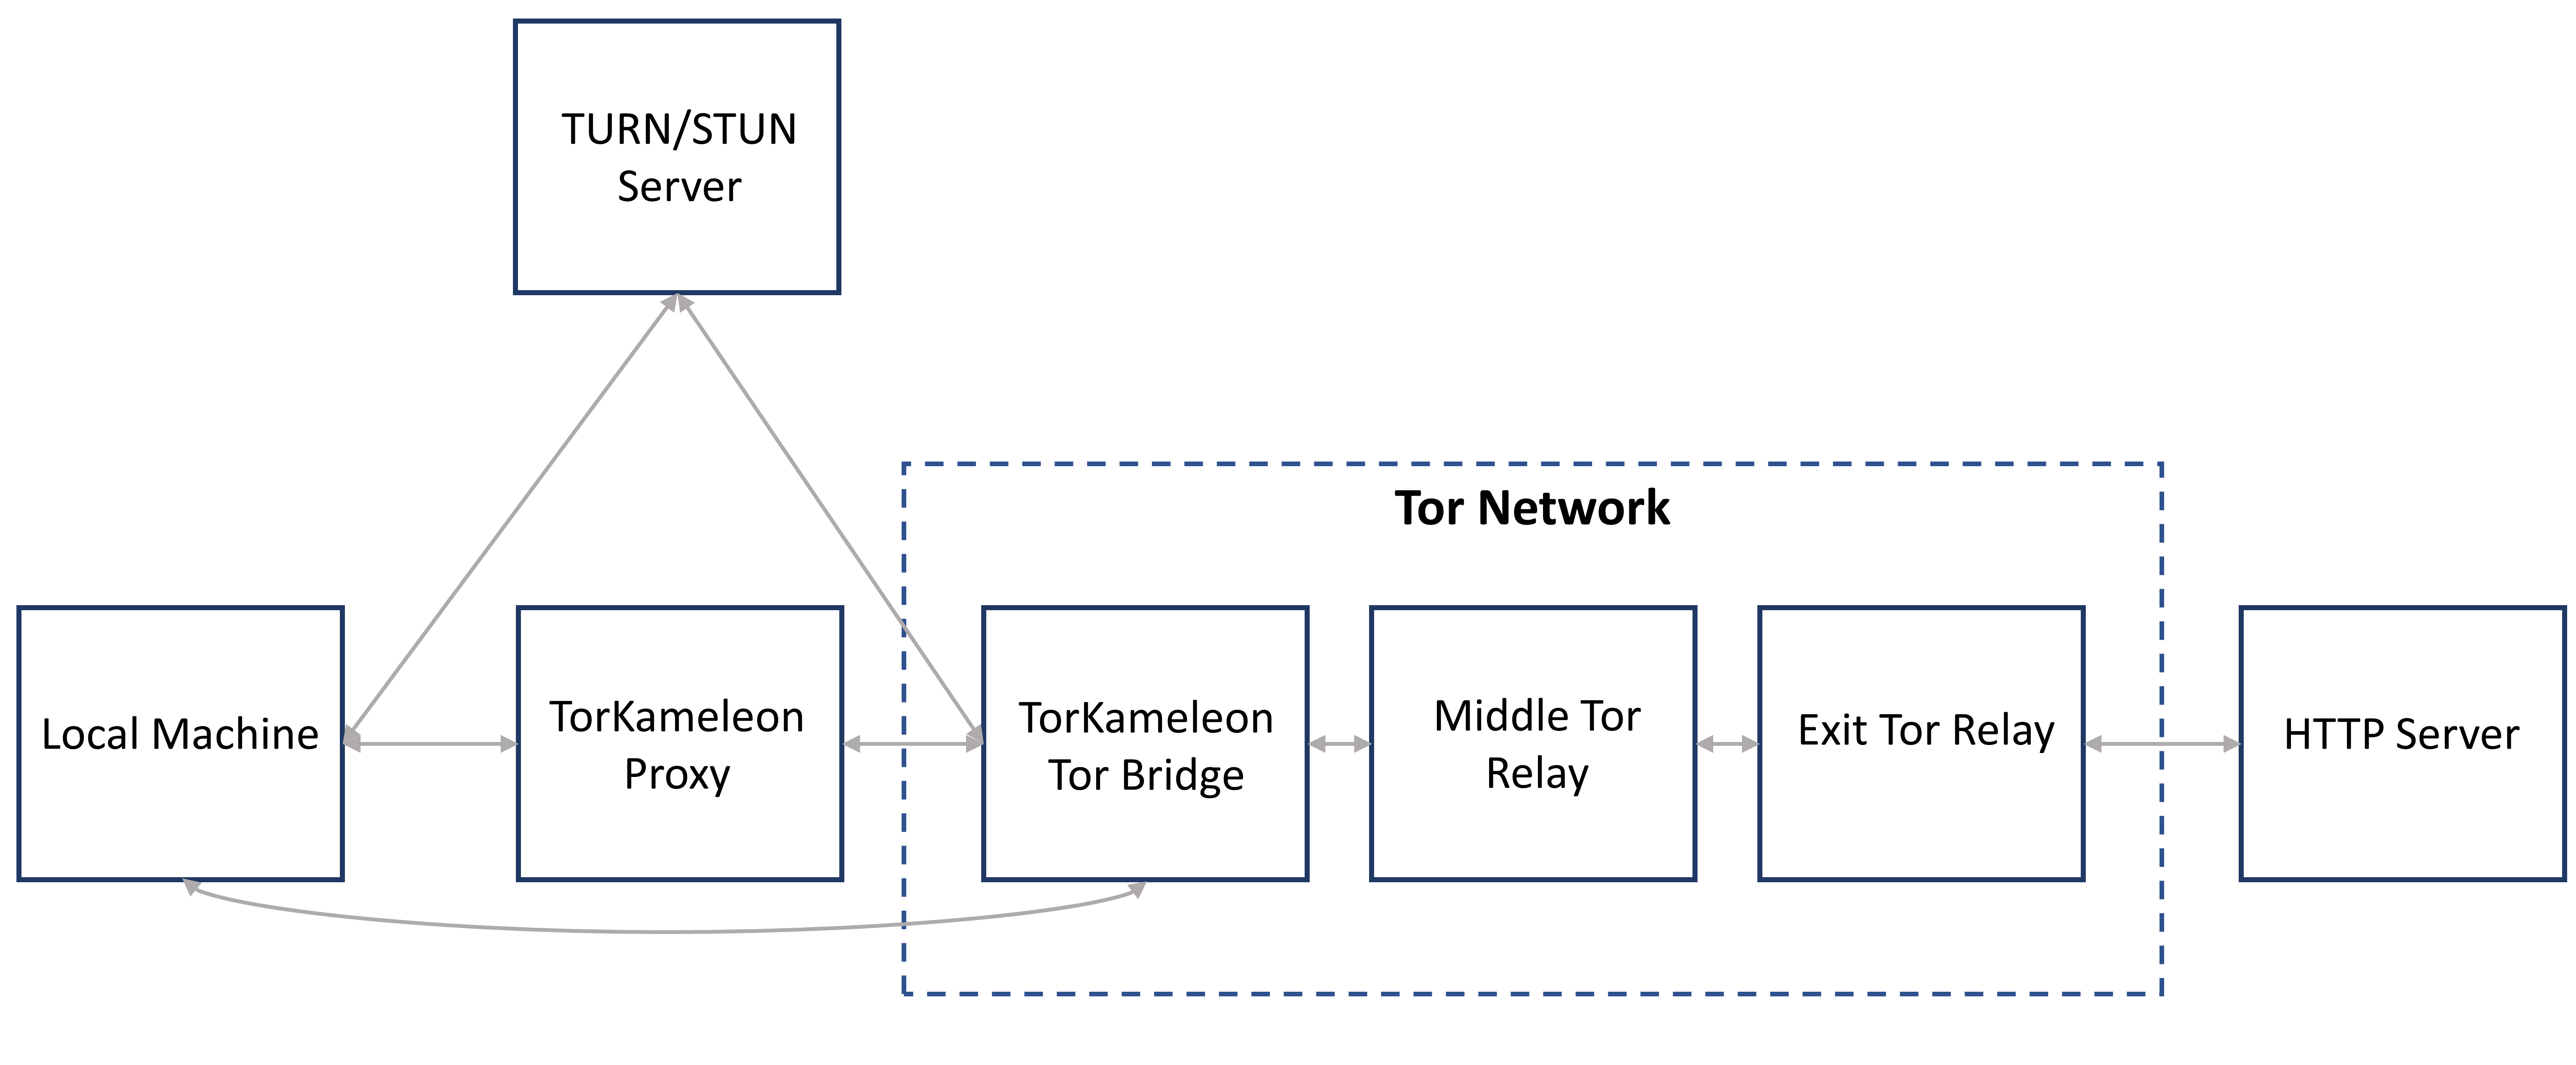 TURN/STUN
Server
Tor Network
Local Machine
TorKameleon
Proxy
TorKameleon
Tor Bridge
Middle Tor
Relay
Exit Tor Relay
HTTP Server